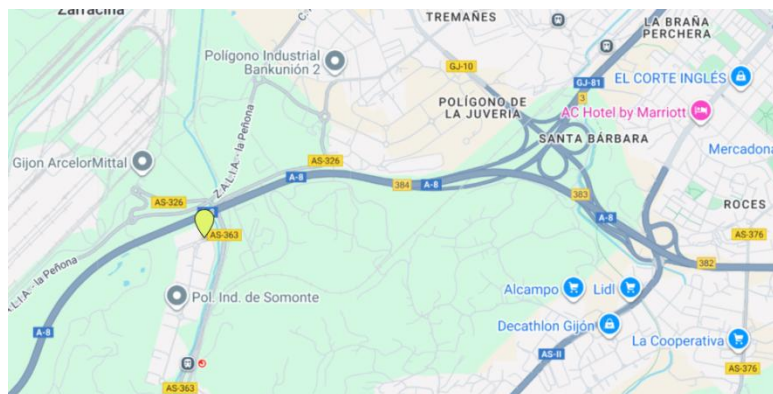 Zarracina
TREMAÑES
LA BRAÑA
PERCHERA
Polígono Industrial
Bankunión 2
GJ-10
GJ-81
EL CORTE INGLÉS
3
POLÍGONO DE
LA JUVERÍA
AC Hotel by Marriott
SANTA BÁRBARA
Mercadona
Gijon ArcelorMittal
Z.A.L.I.A. - la Peñona
AS-326
A-8
384
A-8
383
AS-326
A-8
ROCES
AS-363
AS-376
382
Z.A.L.I.A. - la Peñona
Alcampo
Lidl
Pol. Ind. de Somonte
Decathlon Gijón
A-8
La Cooperativa
AS-II
AS-363
AS-376